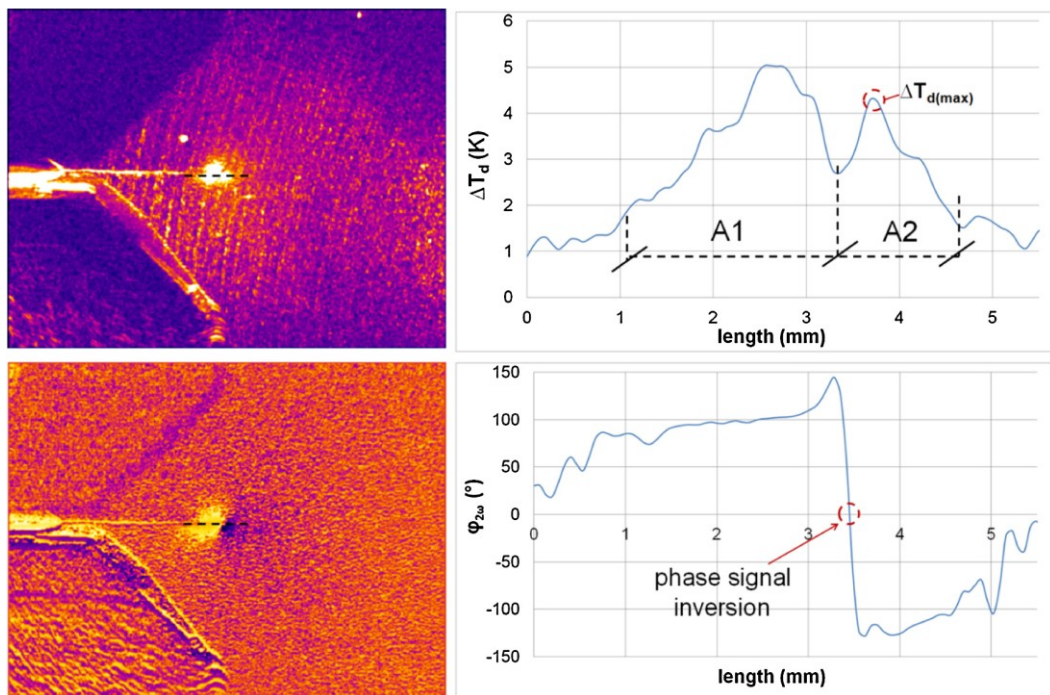 6
5
4
3
2
1
0
ΔT_d (K)
ΔT_d(max)
A1
A2
0 1 2 3 4 5
length (mm)
150
100
50
0
-50
-100
-150
φ_2ω (°)
0 1 2 3 4 5
phase signal
inversion
length (mm)